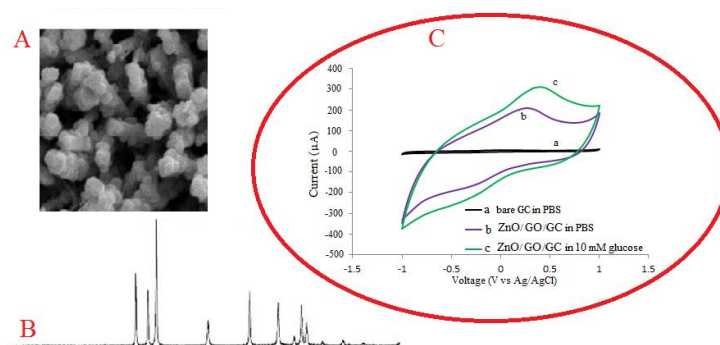 A
C
400
300
200
100
0
-100
-200
-300
-400
-500
Current (µA)
c
b
a
a bare GC in PBS
b ZnO/GO/GC in PBS
c ZnO/GO/GC in 10 mM glucose
-1.5 -1 -0.5 0 0.5 1 1.5
Voltage (V vs Ag/AgCl)
B